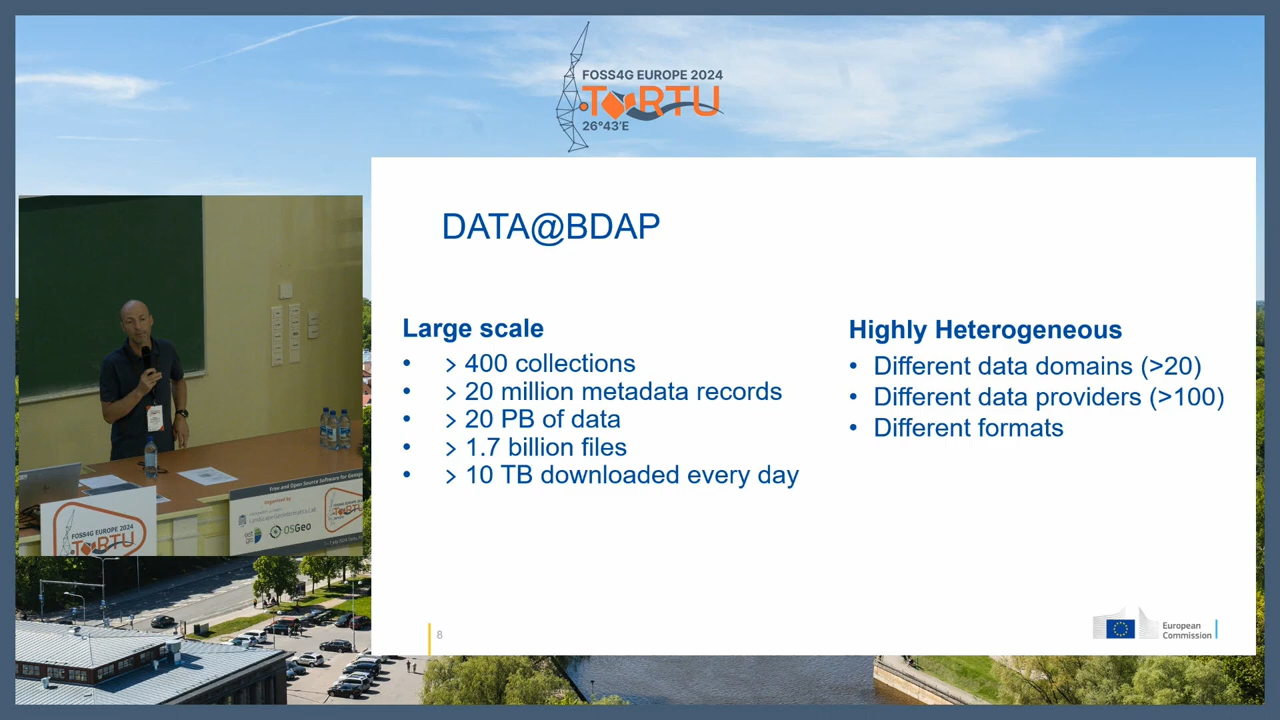 FOSS4G EUROPE 2024
TARTU
26°43'E
DATA@BDAP
Large scale
• > 400 collections
• > 20 million metadata records
• > 20 PB of data
• > 1.7 billion files
• > 10 TB downloaded every day
Highly Heterogeneous
• Different data domains (>20)
• Different data providers (>100)
• Different formats
8
European
Commission
FOSS4G EUROPE 2024
TARTU
Free and Open Source Software for
Organised by
OSGeo